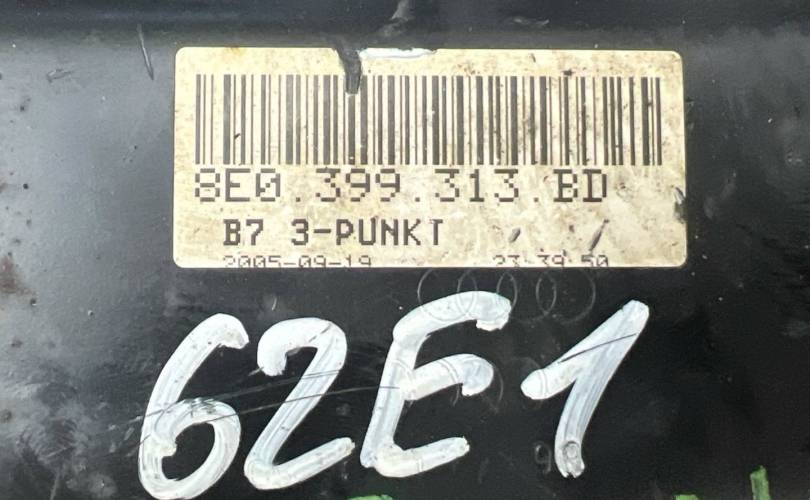 8E0.399.313.BD
B7 3-PUNKT
2005-09-19 23-39-50
62E1